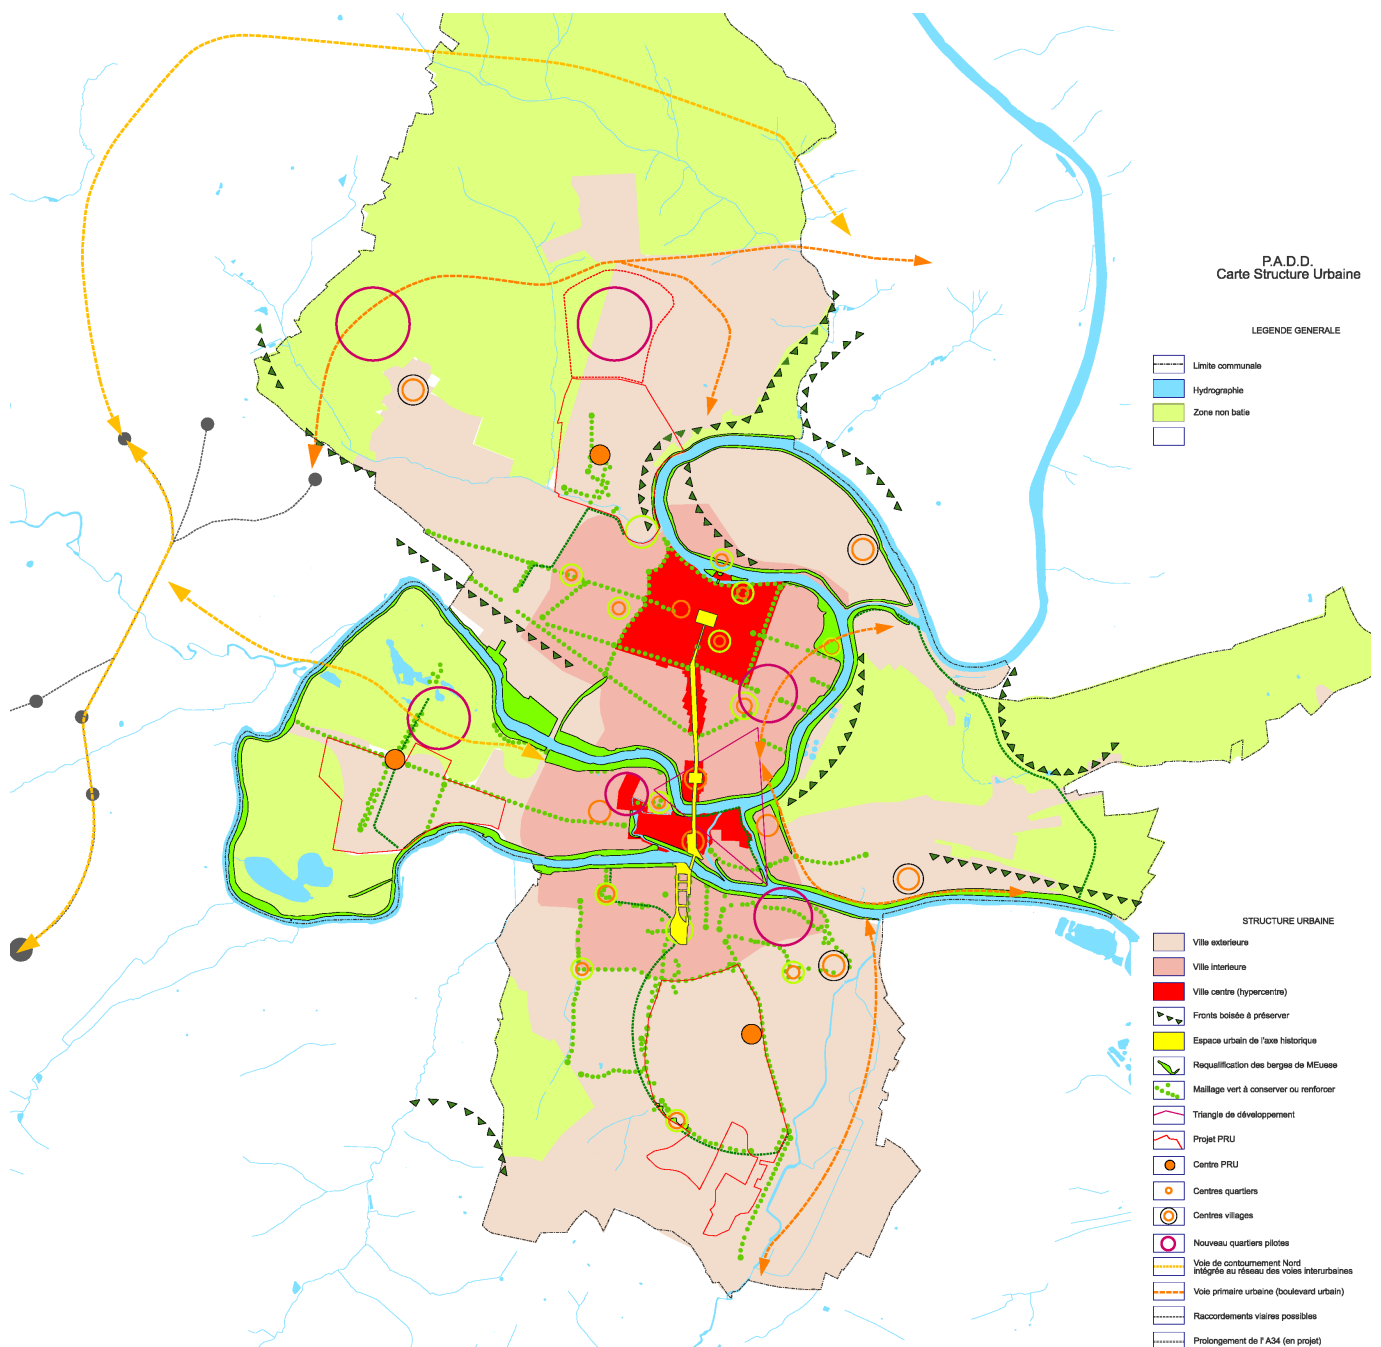 P.A.D.D.
Carte Structure Urbaine
LEGENDE GENERALE
Limite communale
Hydrographie
Zone non batie
STRUCTURE URBAINE
Ville exterieure
Ville interieure
Ville centre (hypercentre)
Fronts boisée à préserver
Espace urbain de l'axe historique
Requalification des berges de MEuese
Maillage vert à conserver ou renforcer
Triangle de développement
Projet PRU
Centre PRU
Centres quartiers
Centres villages
Nouveau quartiers pilotes
Voie de contournement Nord
intégrée au réseau des voies interurbaines
Voie primaire urbaine (boulevard urbain)
Raccordements viaires possibles
Prolongement de l' A34 (en projet)